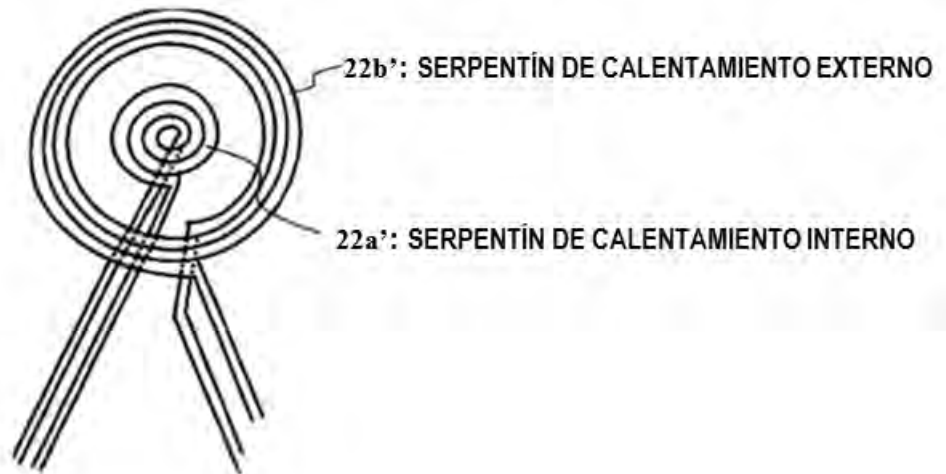 22b’: SERPENTÍN DE CALENTAMIENTO EXTERNO
22a’: SERPENTÍN DE CALENTAMIENTO INTERNO